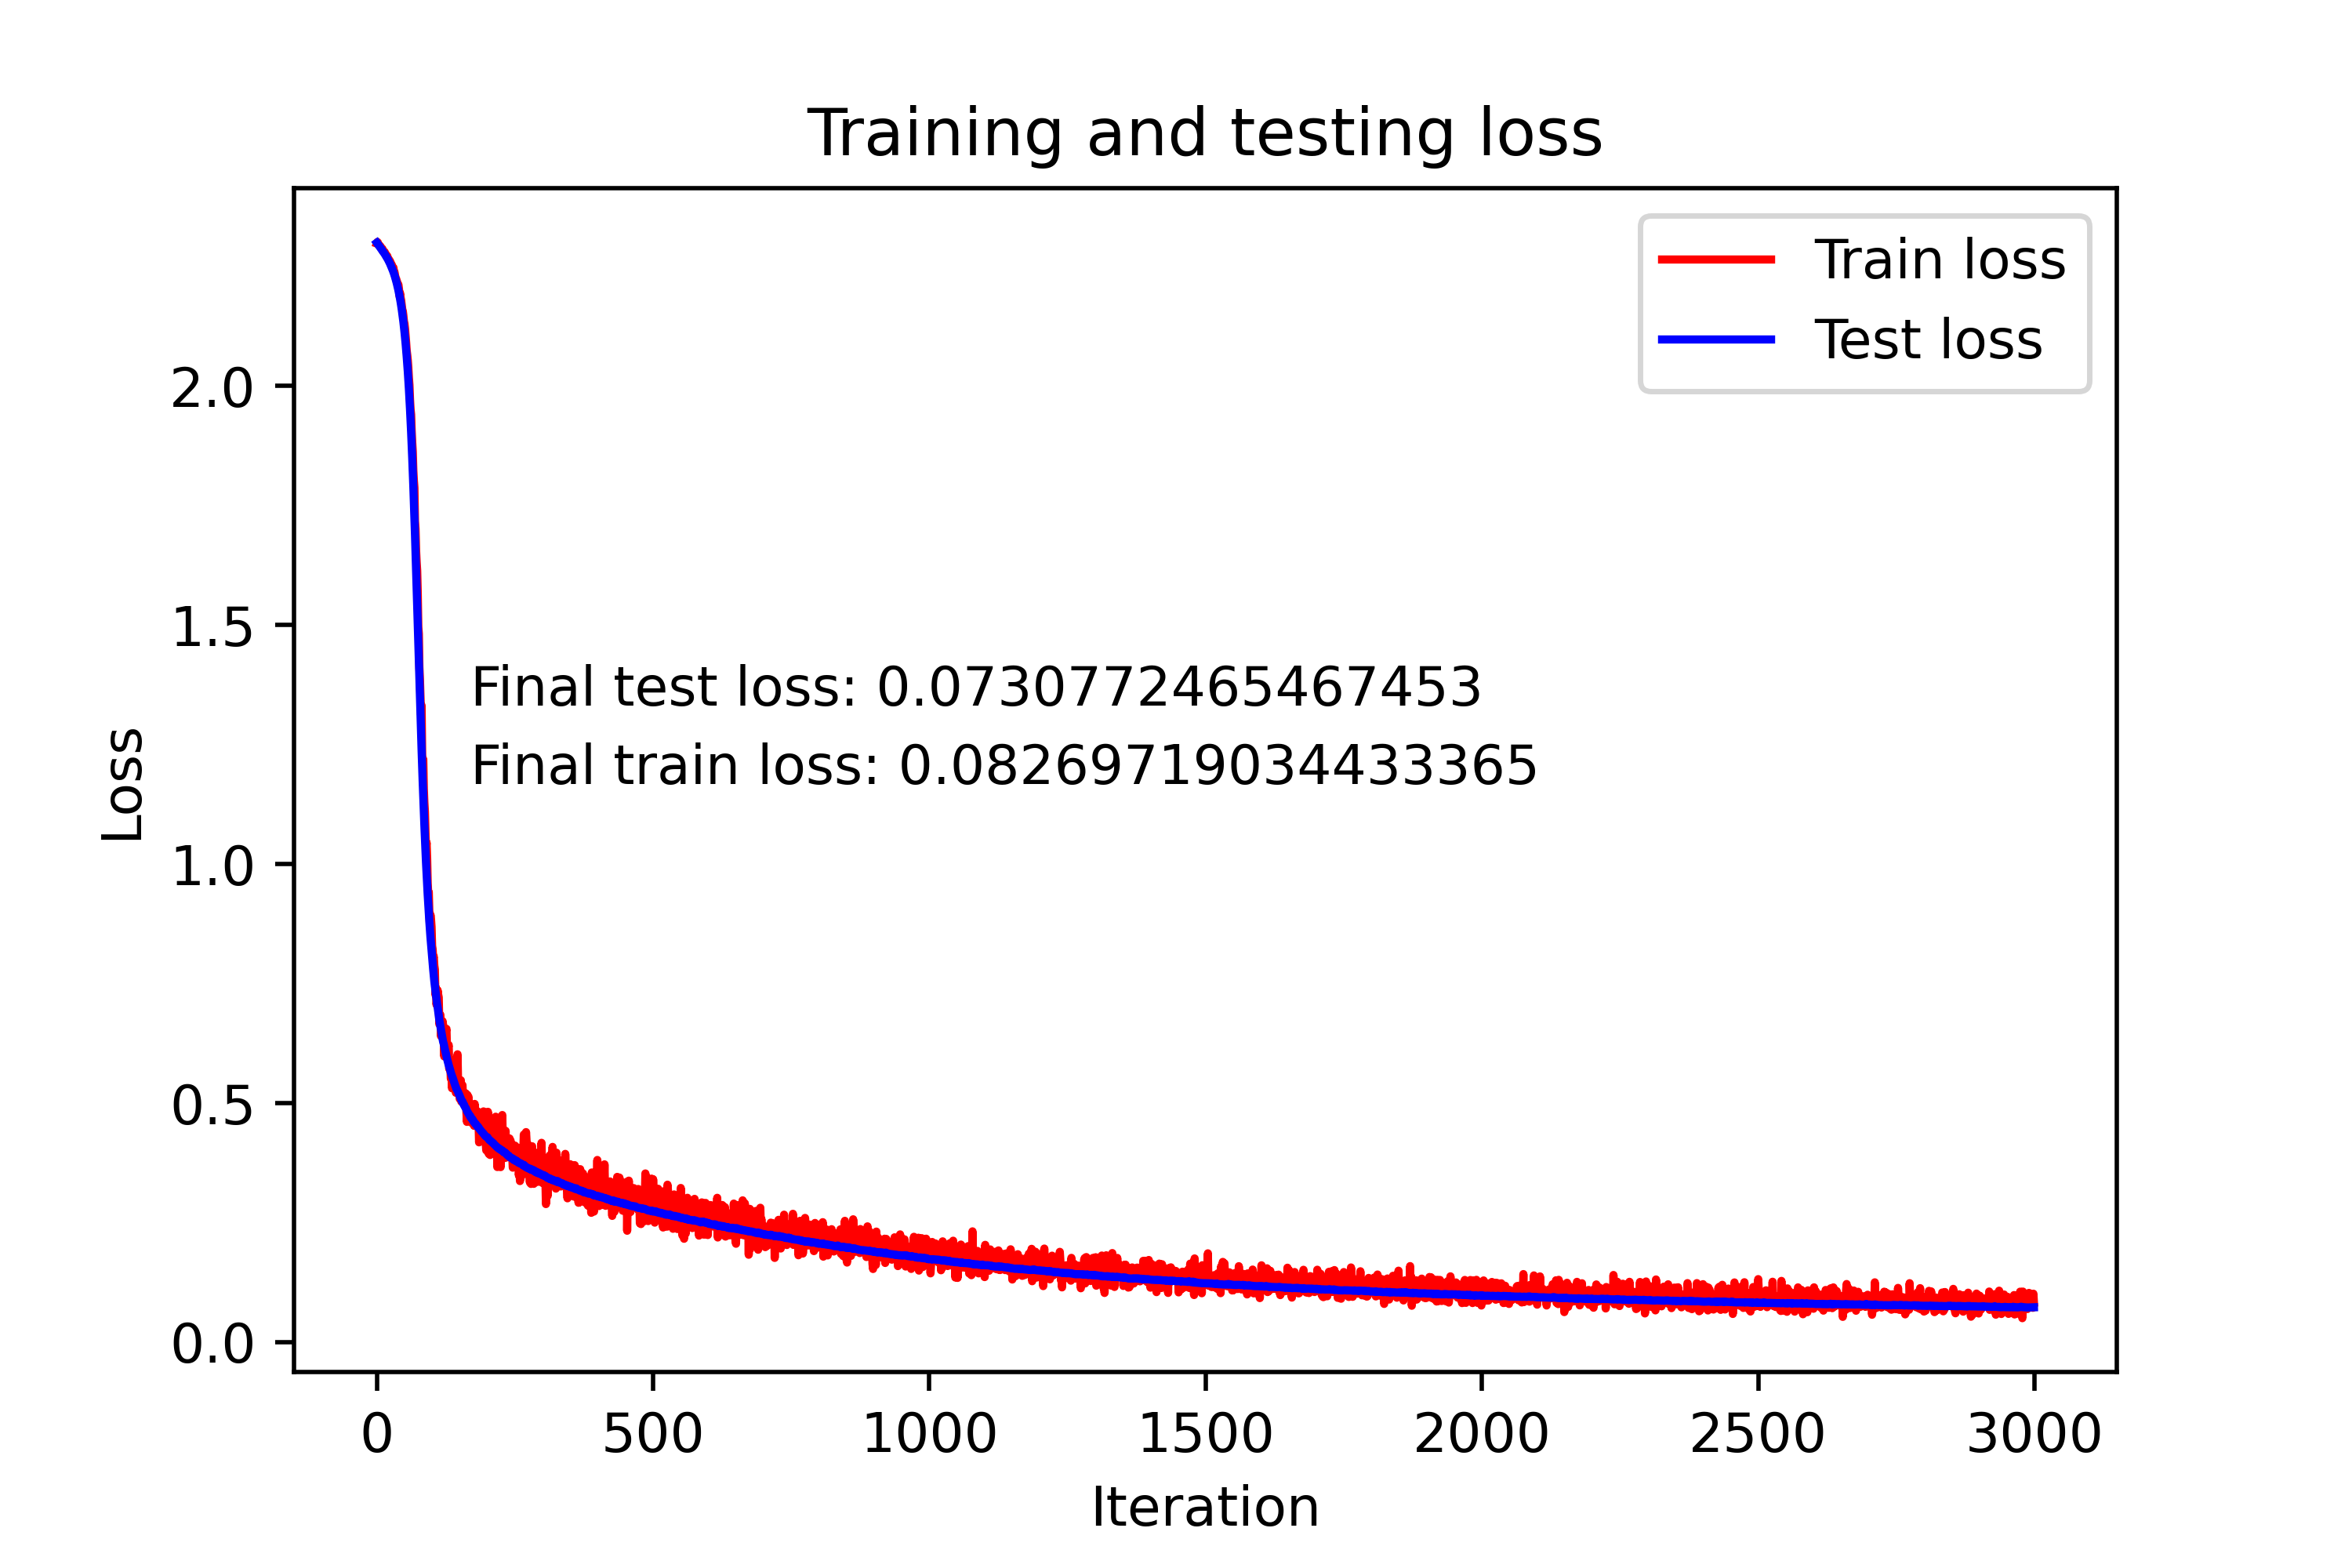 Training and testing loss
Train loss
Test loss
2.0
1.5
1.0
0.5
0.0
Final test loss: 0.0730772465467453
Final train loss: 0.08269719034433365
Loss
0 500 1000 1500 2000 2500 3000
Iteration